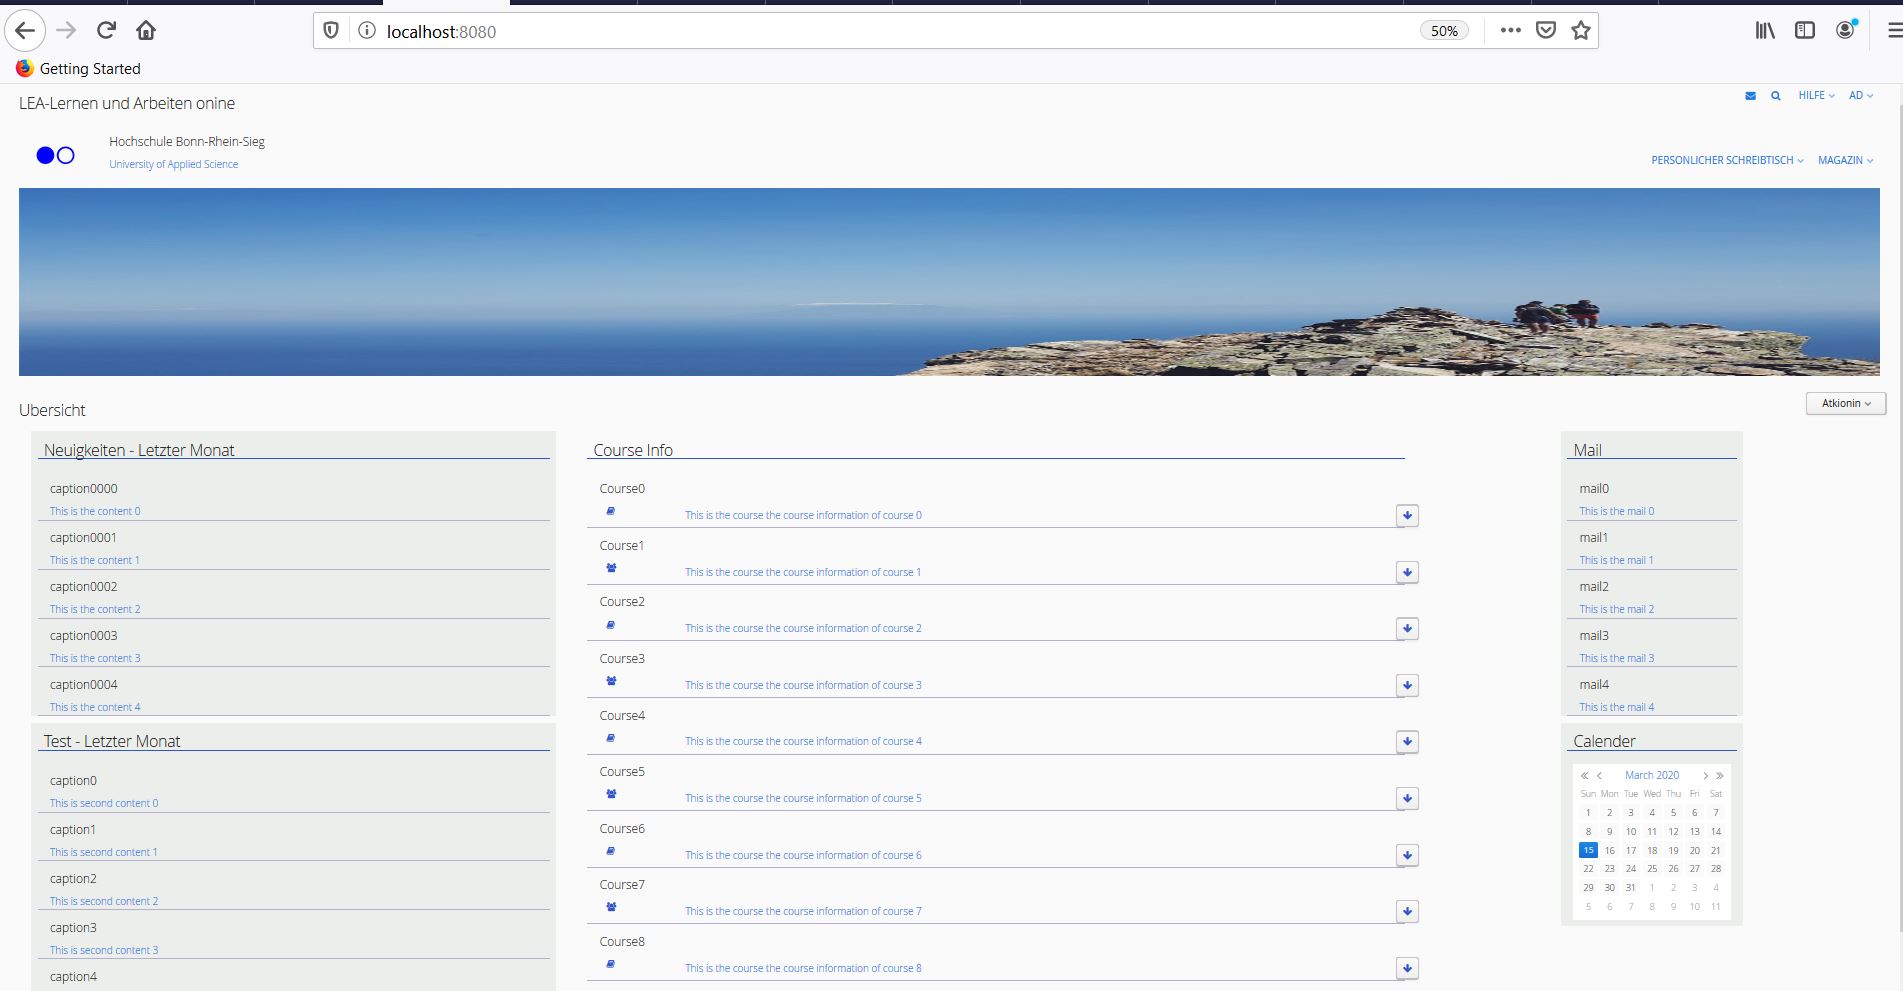 localhost:8080
50%
Getting Started
LEA-Lernen und Arbeiten onine
HILFE
AD
Hochschule Bonn-Rhein-Sieg
University of Applied Science
PERSONLICHER SCHREIBTISCH
MAGAZIN
Ubersicht
Atkionin
Neuigkeiten - Letzter Monat
caption0000
This is the content 0
caption0001
This is the content 1
caption0002
This is the content 2
caption0003
This is the content 3
caption0004
This is the content 4
Test - Letzter Monat
caption0
This is second content 0
caption1
This is second content 1
caption2
This is second content 2
caption3
This is second content 3
caption4
Course Info
Course0
This is the course the course information of course 0
Course1
This is the course the course information of course 1
Course2
This is the course the course information of course 2
Course3
This is the course the course information of course 3
Course4
This is the course the course information of course 4
Course5
This is the course the course information of course 5
Course6
This is the course the course information of course 6
Course7
This is the course the course information of course 7
Course8
This is the course the course information of course 8
Mail
mail0
This is the mail 0
mail1
This is the mail 1
mail2
This is the mail 2
mail3
This is the mail 3
mail4
This is the mail 4
Calender
March 2020
Sun Mon Tue Wed Thu Fri Sat
1 2 3 4 5 6 7
8 9 10 11 12 13 14
15 16 17 18 19 20 21
22 23 24 25 26 27 28
29 30 31 1 2 3 4
5 6 7 8 9 10 11